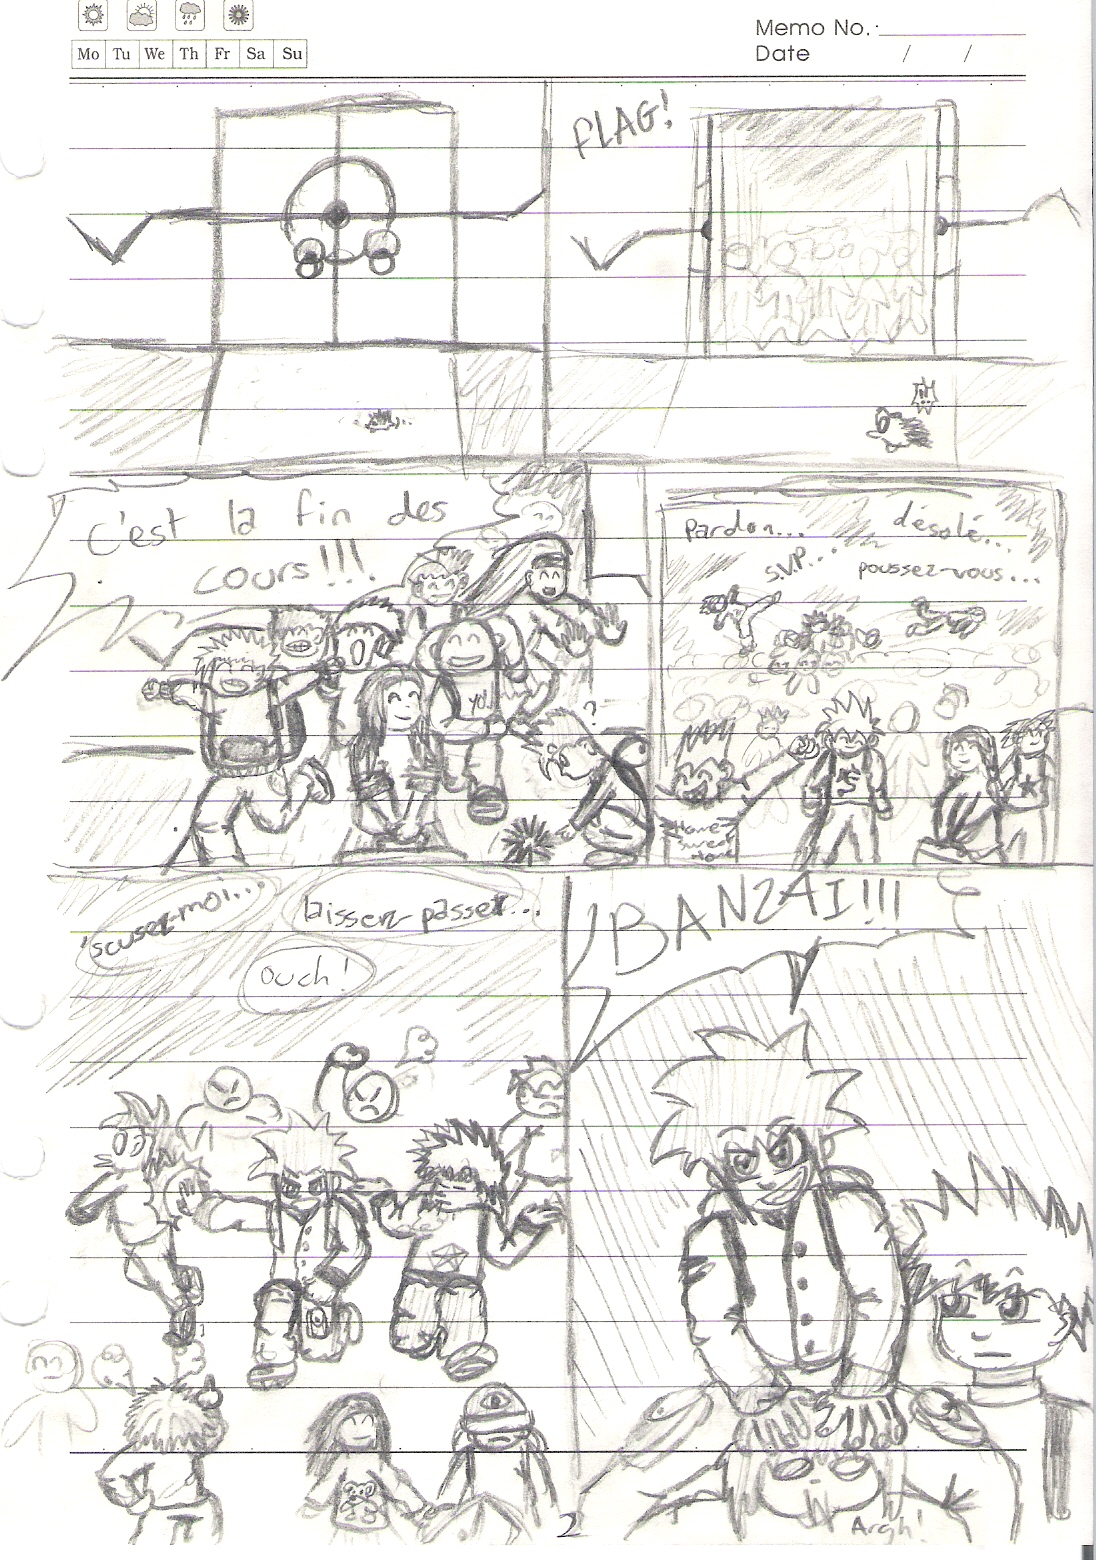 Memo No.
Mo Tu We Th Fr Sa Su
Date / /
FLAG!
!!
C'est la fin des
cours!!!
YO!
?
Pardon...
désolé...
S.V.P...
poussez-vous...
Home
Sweet
Home
'scusez-moi...
laissez-passer...
ouch!
BANZAI!!!
Argh!
2